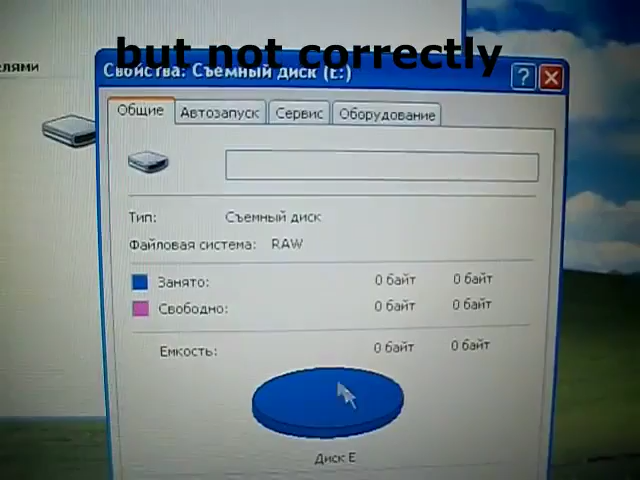 but not correctly
елями
Свойства: Съемный диск (E:)
?
Общие Автозапуск Сервис Оборудование
Тип: Съемный диск
Файловая система: RAW
Занято: 0 байт 0 байт
Свободно: 0 байт 0 байт
Емкость: 0 байт 0 байт
Диск E